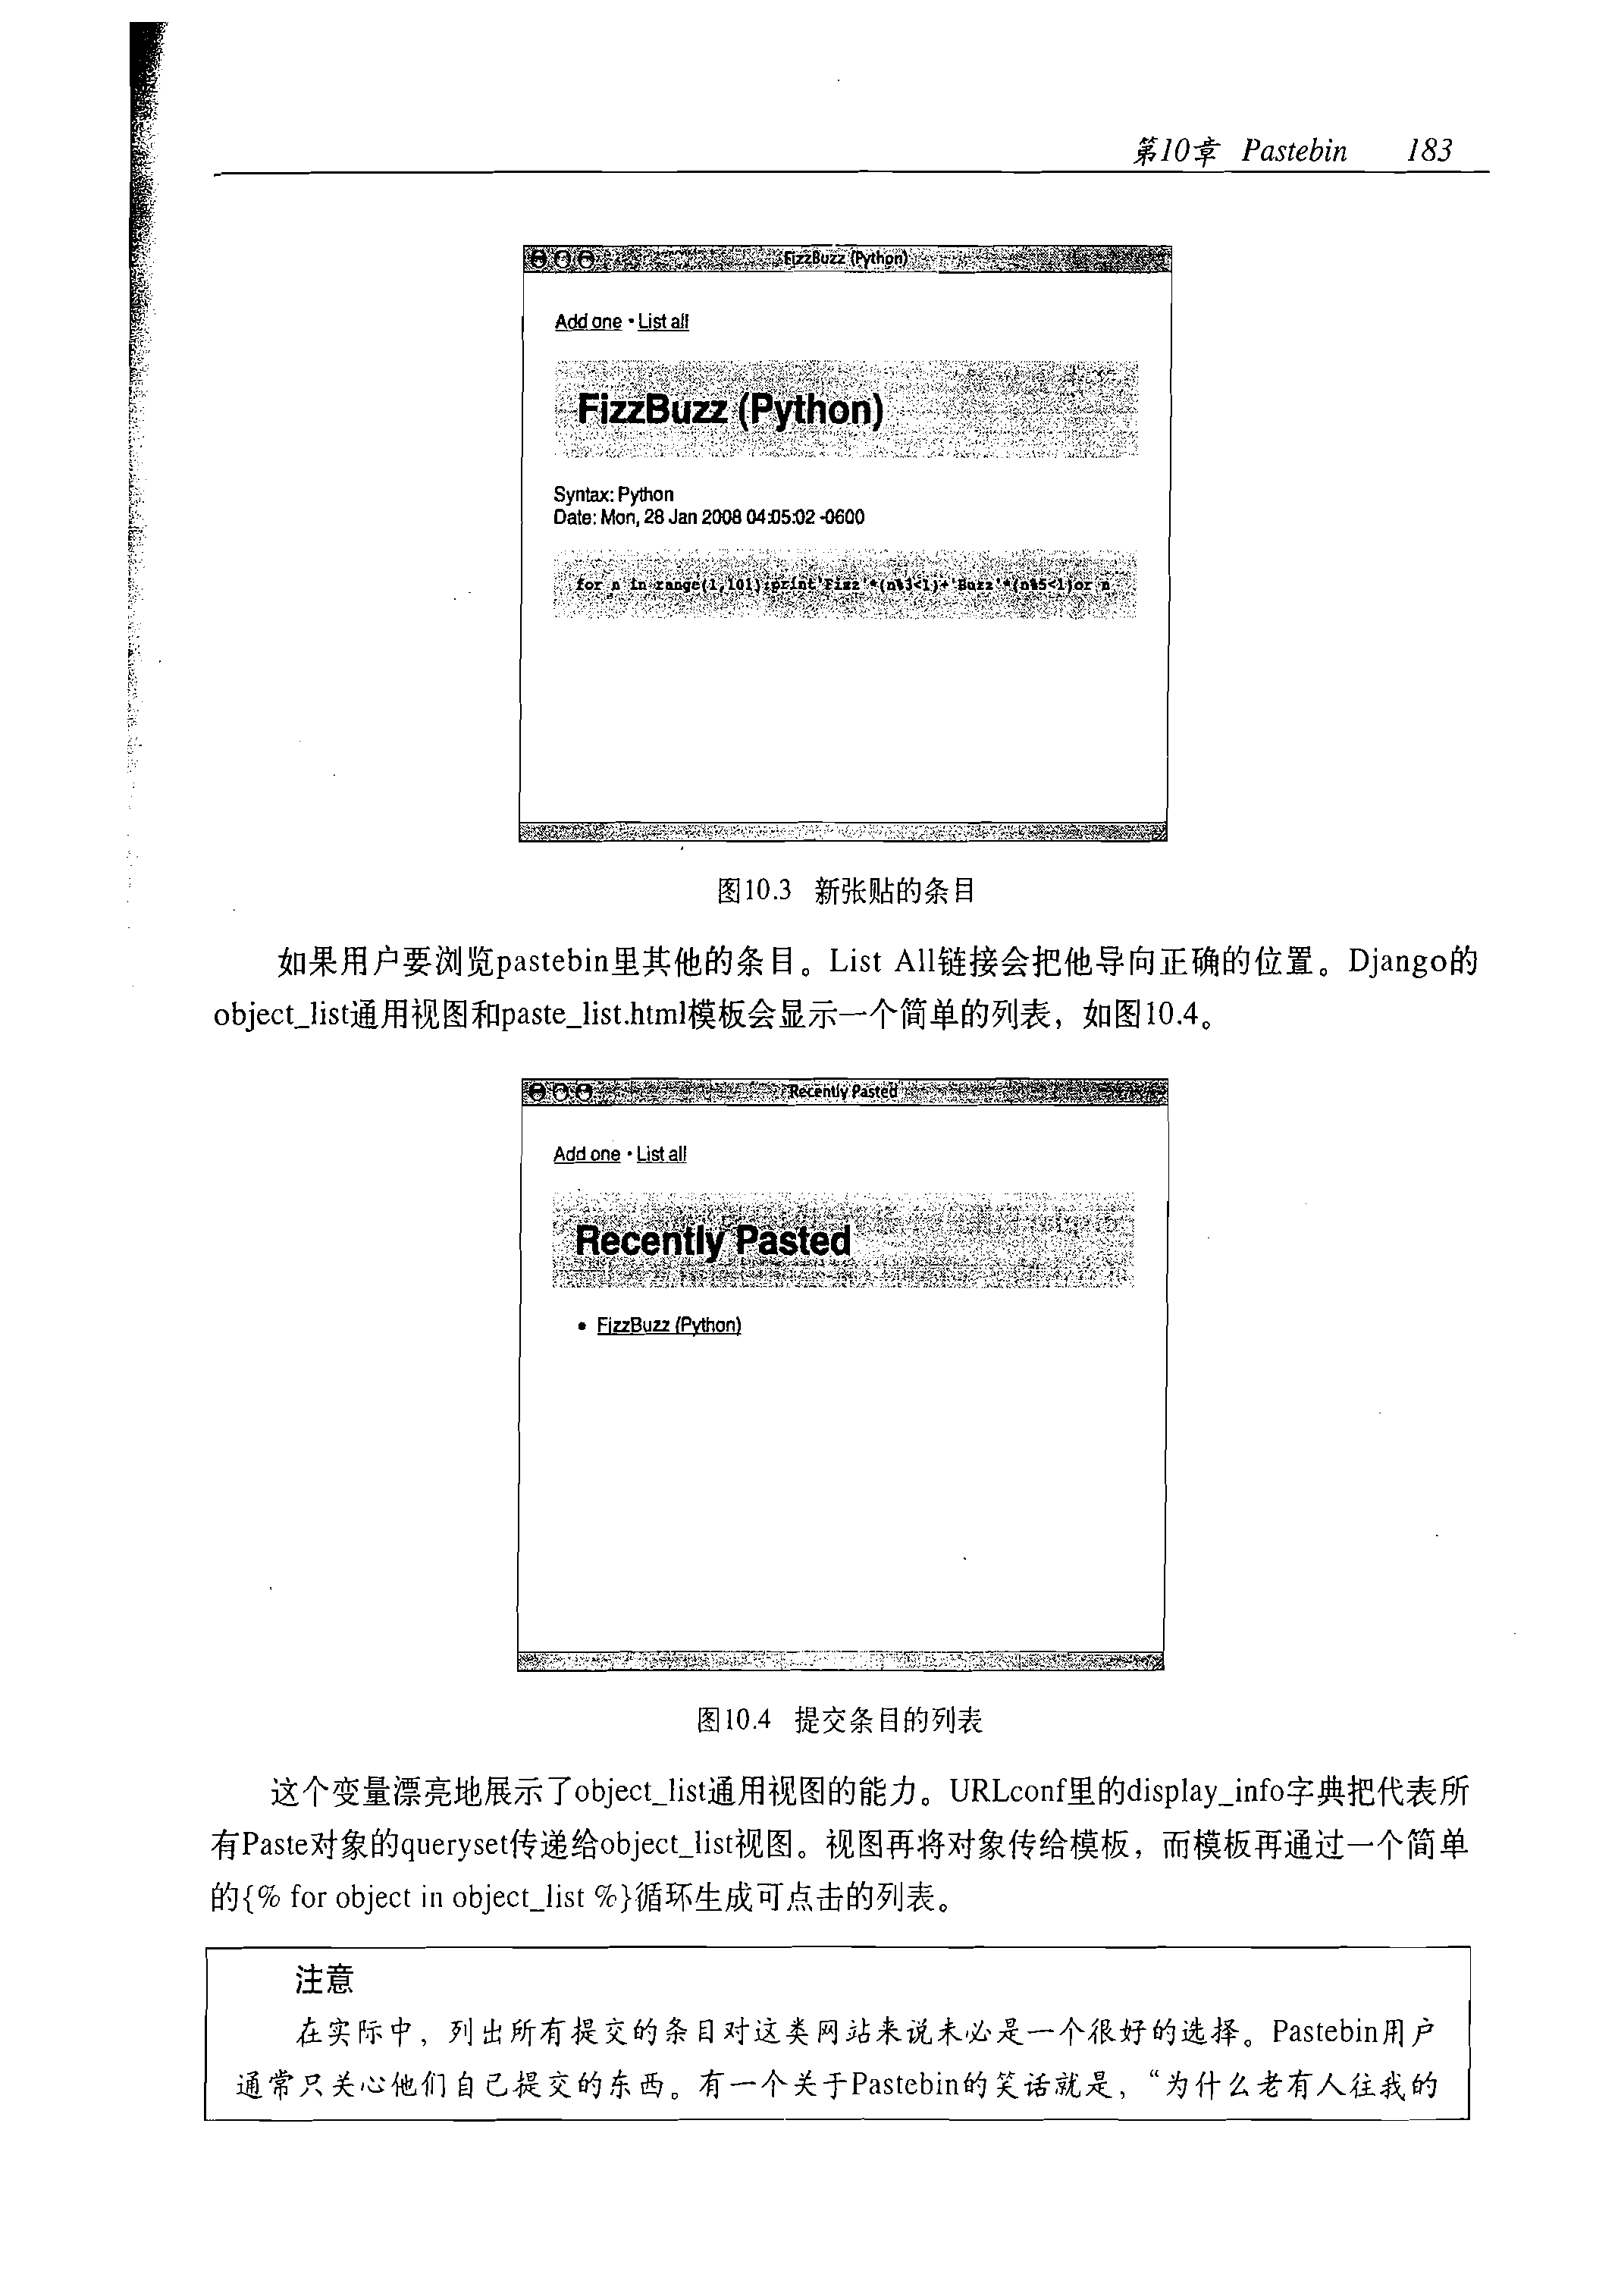 第10章 Pastebin 183
FizzBuzz (Python)
Add one · List all
FizzBuzz (Python)
Syntax: Python
Date: Mon, 28 Jan 2008 04:05:02 -0600
for n in range(1,101):print'Fizz'*(n%3<1)+'Buzz'*(n%5<1)or n
图10.3 新张贴的条目
如果用户要浏览pastebin里其他的条目。List All链接会把他导向正确的位置。Django的
object_list通用视图和paste_list.html模板会显示一个简单的列表，如图10.4。
Recently Pasted
Add one · List all
Recently Pasted
• FizzBuzz (Python)
图10.4 提交条目的列表
这个变量漂亮地展示了object_list通用视图的能力。URLconf里的display_info字典把代表所
有Paste对象的queryset传递给object_list视图。视图再将对象传给模板，而模板再通过一个简单
的{% for object in object_list %}循环生成可点击的列表。
注意
在实际中，列出所有提交的条目对这类网站来说未必是一个很好的选择。Pastebin用户
通常只关心他们自己提交的东西。有一个关于Pastebin的笑话就是，“为什么老有人往我的